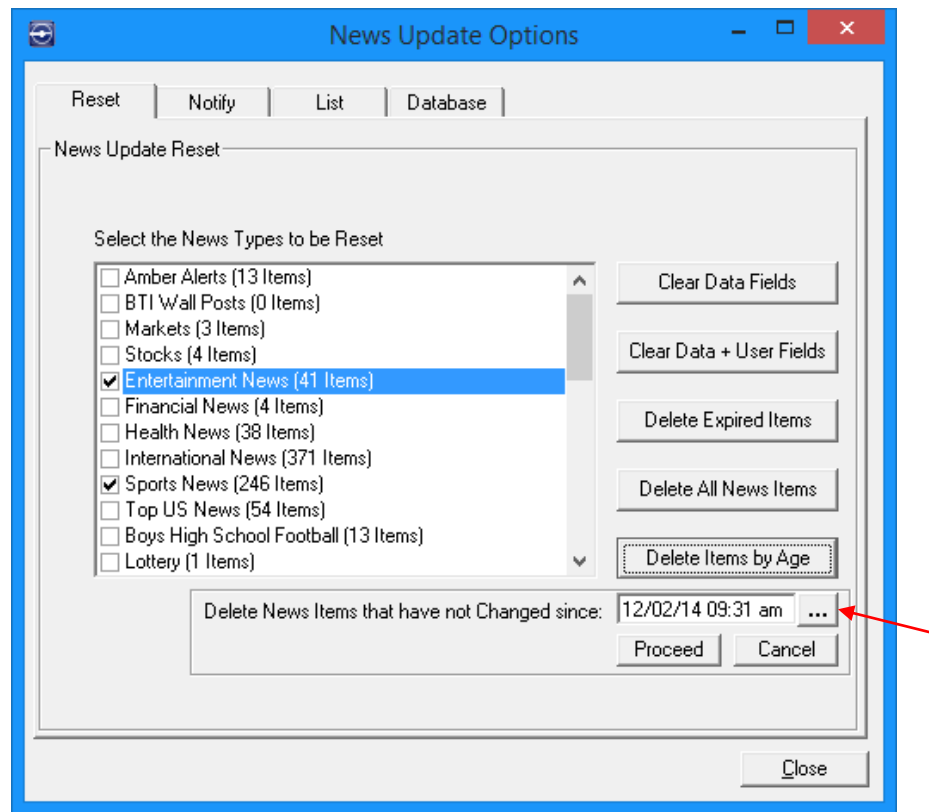 News Update Options
Reset Notify List Database
News Update Reset
Select the News Types to be Reset
Amber Alerts (13 Items)
BTI Wall Posts (0 Items)
Markets (3 Items)
Stocks (4 Items)
Entertainment News (41 Items)
Financial News (4 Items)
Health News (38 Items)
International News (371 Items)
Sports News (246 Items)
Top US News (54 Items)
Boys High School Football (13 Items)
Lottery (1 Items)
Clear Data Fields
Clear Data + User Fields
Delete Expired Items
Delete All News Items
Delete Items by Age
Delete News Items that have not Changed since: 12/02/14 09:31 am ...
Proceed Cancel
Close